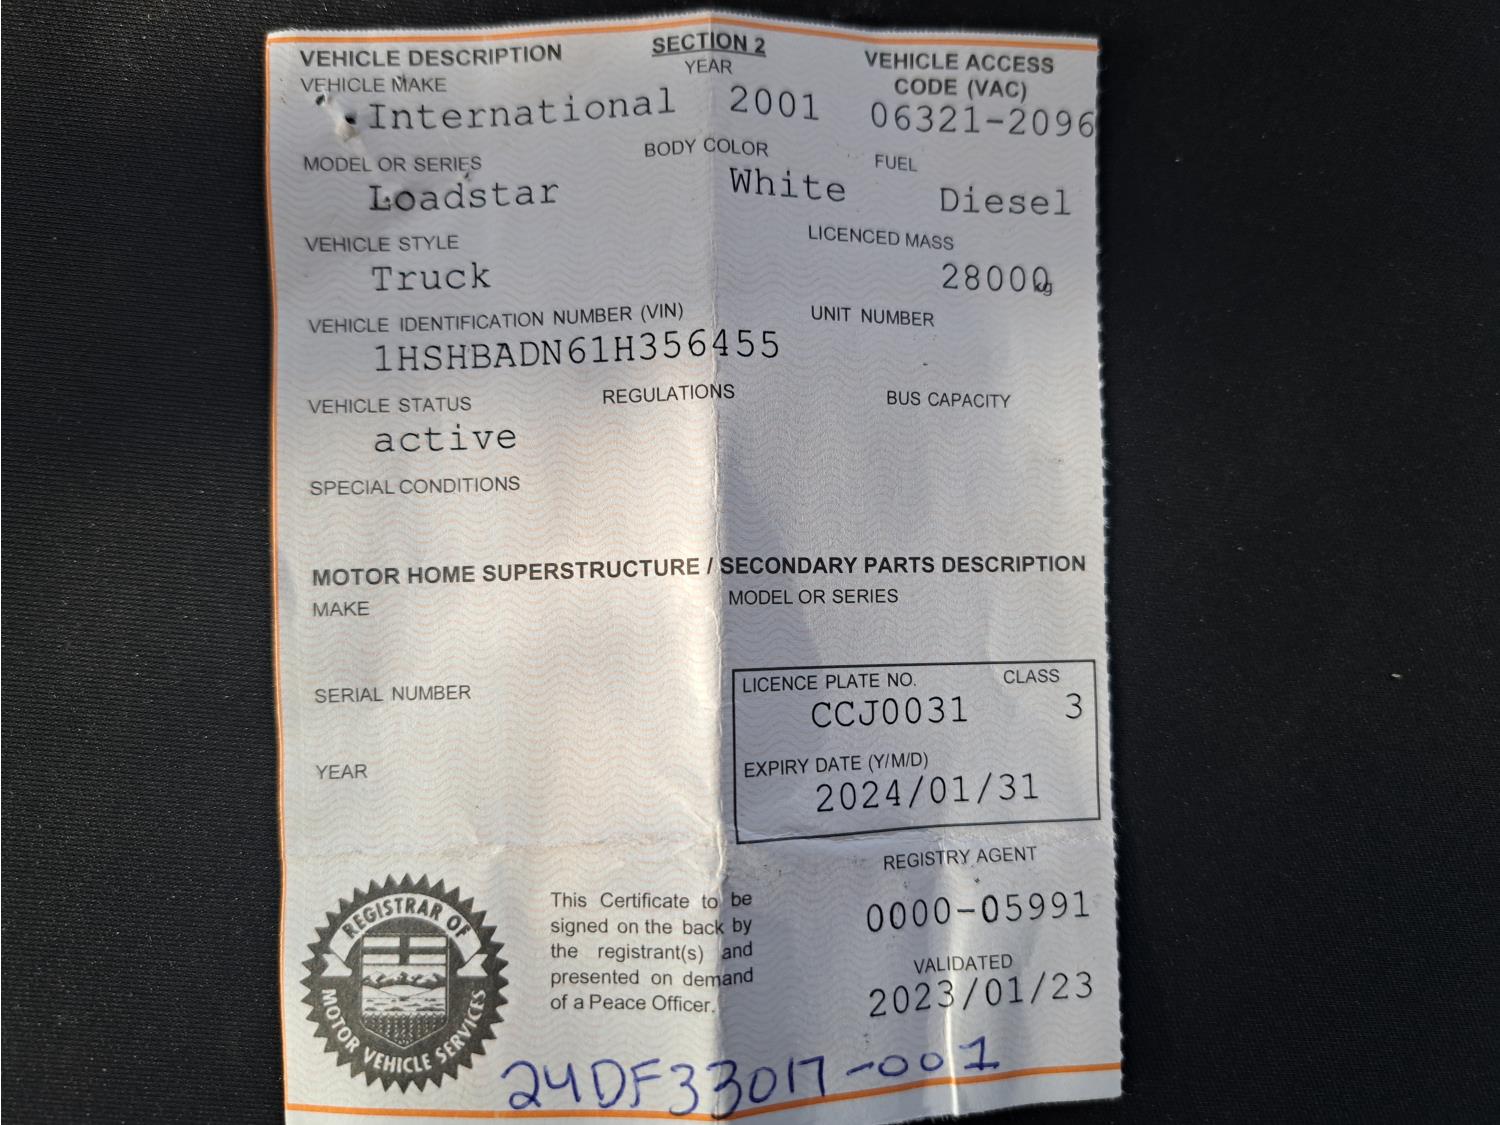 VEHICLE DESCRIPTION SECTION 2 VEHICLE ACCESS
VEHICLE MAKE YEAR CODE (VAC)
International 2001 06321-2096
MODEL OR SERIES BODY COLOR FUEL
Loadstar White Diesel
VEHICLE STYLE LICENCED MASS
Truck 28000kg
VEHICLE IDENTIFICATION NUMBER (VIN) UNIT NUMBER
1HSHBADN61H356455
VEHICLE STATUS REGULATIONS BUS CAPACITY
active
SPECIAL CONDITIONS
MOTOR HOME SUPERSTRUCTURE / SECONDARY PARTS DESCRIPTION
MAKE MODEL OR SERIES
SERIAL NUMBER
LICENCE PLATE NO. CLASS
CCJ0031 3
YEAR
EXPIRY DATE (Y/M/D)
2024/01/31
REGISTRY AGENT
0000-05991
VALIDATED
2023/01/23
This Certificate to be
signed on the back by
the registrant(s) and
presented on demand
of a Peace Officer.
REGISTRAR OF
MOTOR VEHICLE SERVICES
24DF33017-001